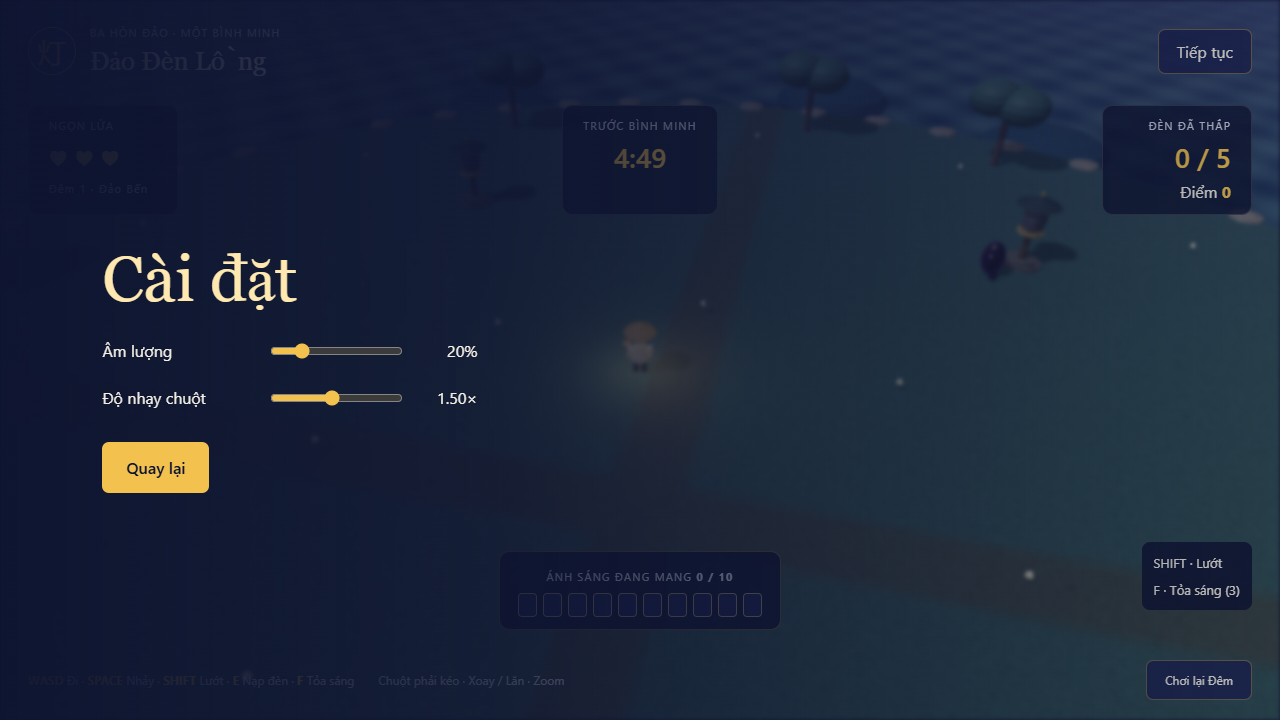 BA HÒN ĐẢO · MỘT BÌNH MINH
Đảo Đèn Lồng
Tiếp tục
NGỌN LỬA
Đêm 1 · Đảo Bến
TRƯỚC BÌNH MINH
4:49
ĐÈN ĐÃ THẮP
0 / 5
Điểm 0
Cài đặt
Âm lượng
20%
Độ nhạy chuột
1.50×
Quay lại
ÁNH SÁNG ĐANG MANG 0 / 10
SHIFT · Lướt
F · Tỏa sáng (3)
WASD Đi · SPACE Nhảy · SHIFT Lướt · E Nạp đèn · F Tỏa sáng
Chuột phải kéo · Xoay / Lăn · Zoom
Chơi lại Đêm